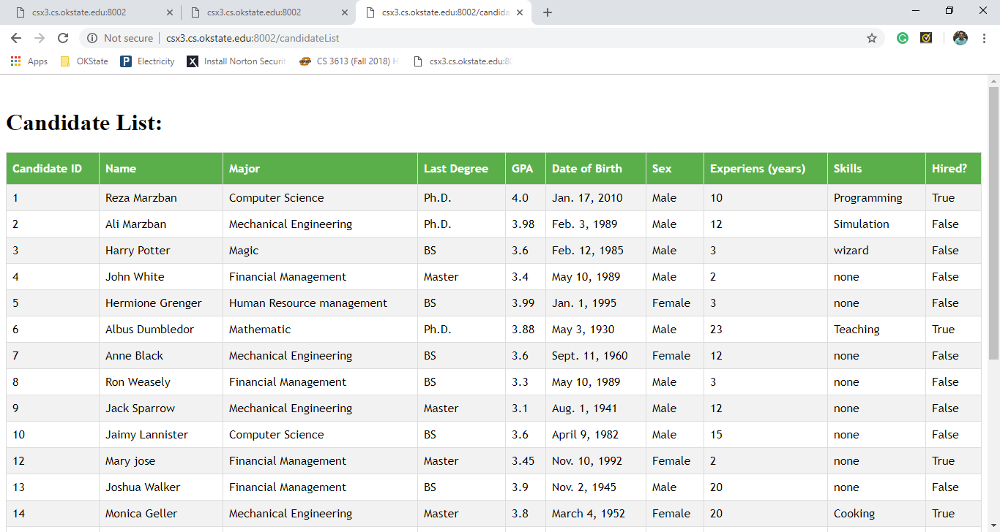 csx3.cs.okstate.edu:8002 csx3.cs.okstate.edu:8002 csx3.cs.okstate.edu:8002/candida
Not secure csx3.cs.okstate.edu:8002/candidateList
Apps OKState Electricity Install Norton Securit CS 3613 (Fall 2018) H csx3.cs.okstate.edu:80
Candidate List:
Candidate ID Name Major Last Degree GPA Date of Birth Sex Experiens (years) Skills Hired?
1 Reza Marzban Computer Science Ph.D. 4.0 Jan. 17, 2010 Male 10 Programming True
2 Ali Marzban Mechanical Engineering Ph.D. 3.98 Feb. 3, 1989 Male 12 Simulation False
3 Harry Potter Magic BS 3.6 Feb. 12, 1985 Male 3 wizard False
4 John White Financial Management Master 3.4 May 10, 1989 Male 2 none False
5 Hermione Grenger Human Resource management BS 3.99 Jan. 1, 1995 Female 3 none False
6 Albus Dumbledor Mathematic Ph.D. 3.88 May 3, 1930 Male 23 Teaching True
7 Anne Black Mechanical Engineering BS 3.6 Sept. 11, 1960 Female 12 none False
8 Ron Weasely Financial Management BS 3.3 May 10, 1989 Male 3 none False
9 Jack Sparrow Mechanical Engineering Master 3.1 Aug. 1, 1941 Male 12 none False
10 Jaimy Lannister Computer Science BS 3.6 April 9, 1982 Male 15 none False
12 Mary jose Financial Management Master 3.45 Nov. 10, 1992 Female 2 none True
13 Joshua Walker Financial Management BS 3.9 Nov. 2, 1945 Male 20 none False
14 Monica Geller Mechanical Engineering Master 3.8 March 4, 1952 Female 20 Cooking True